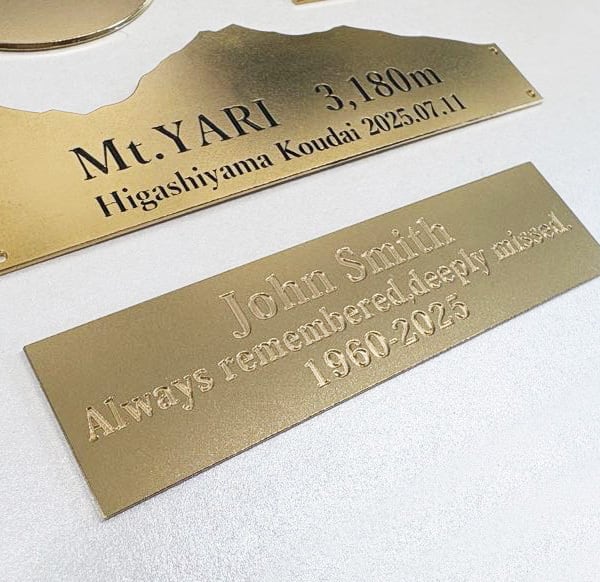 Mt.YARI 3,180m
Higashiyama Koudai 2025.07.11
John Smith
Always remembered,deeply missed.
1960-2025